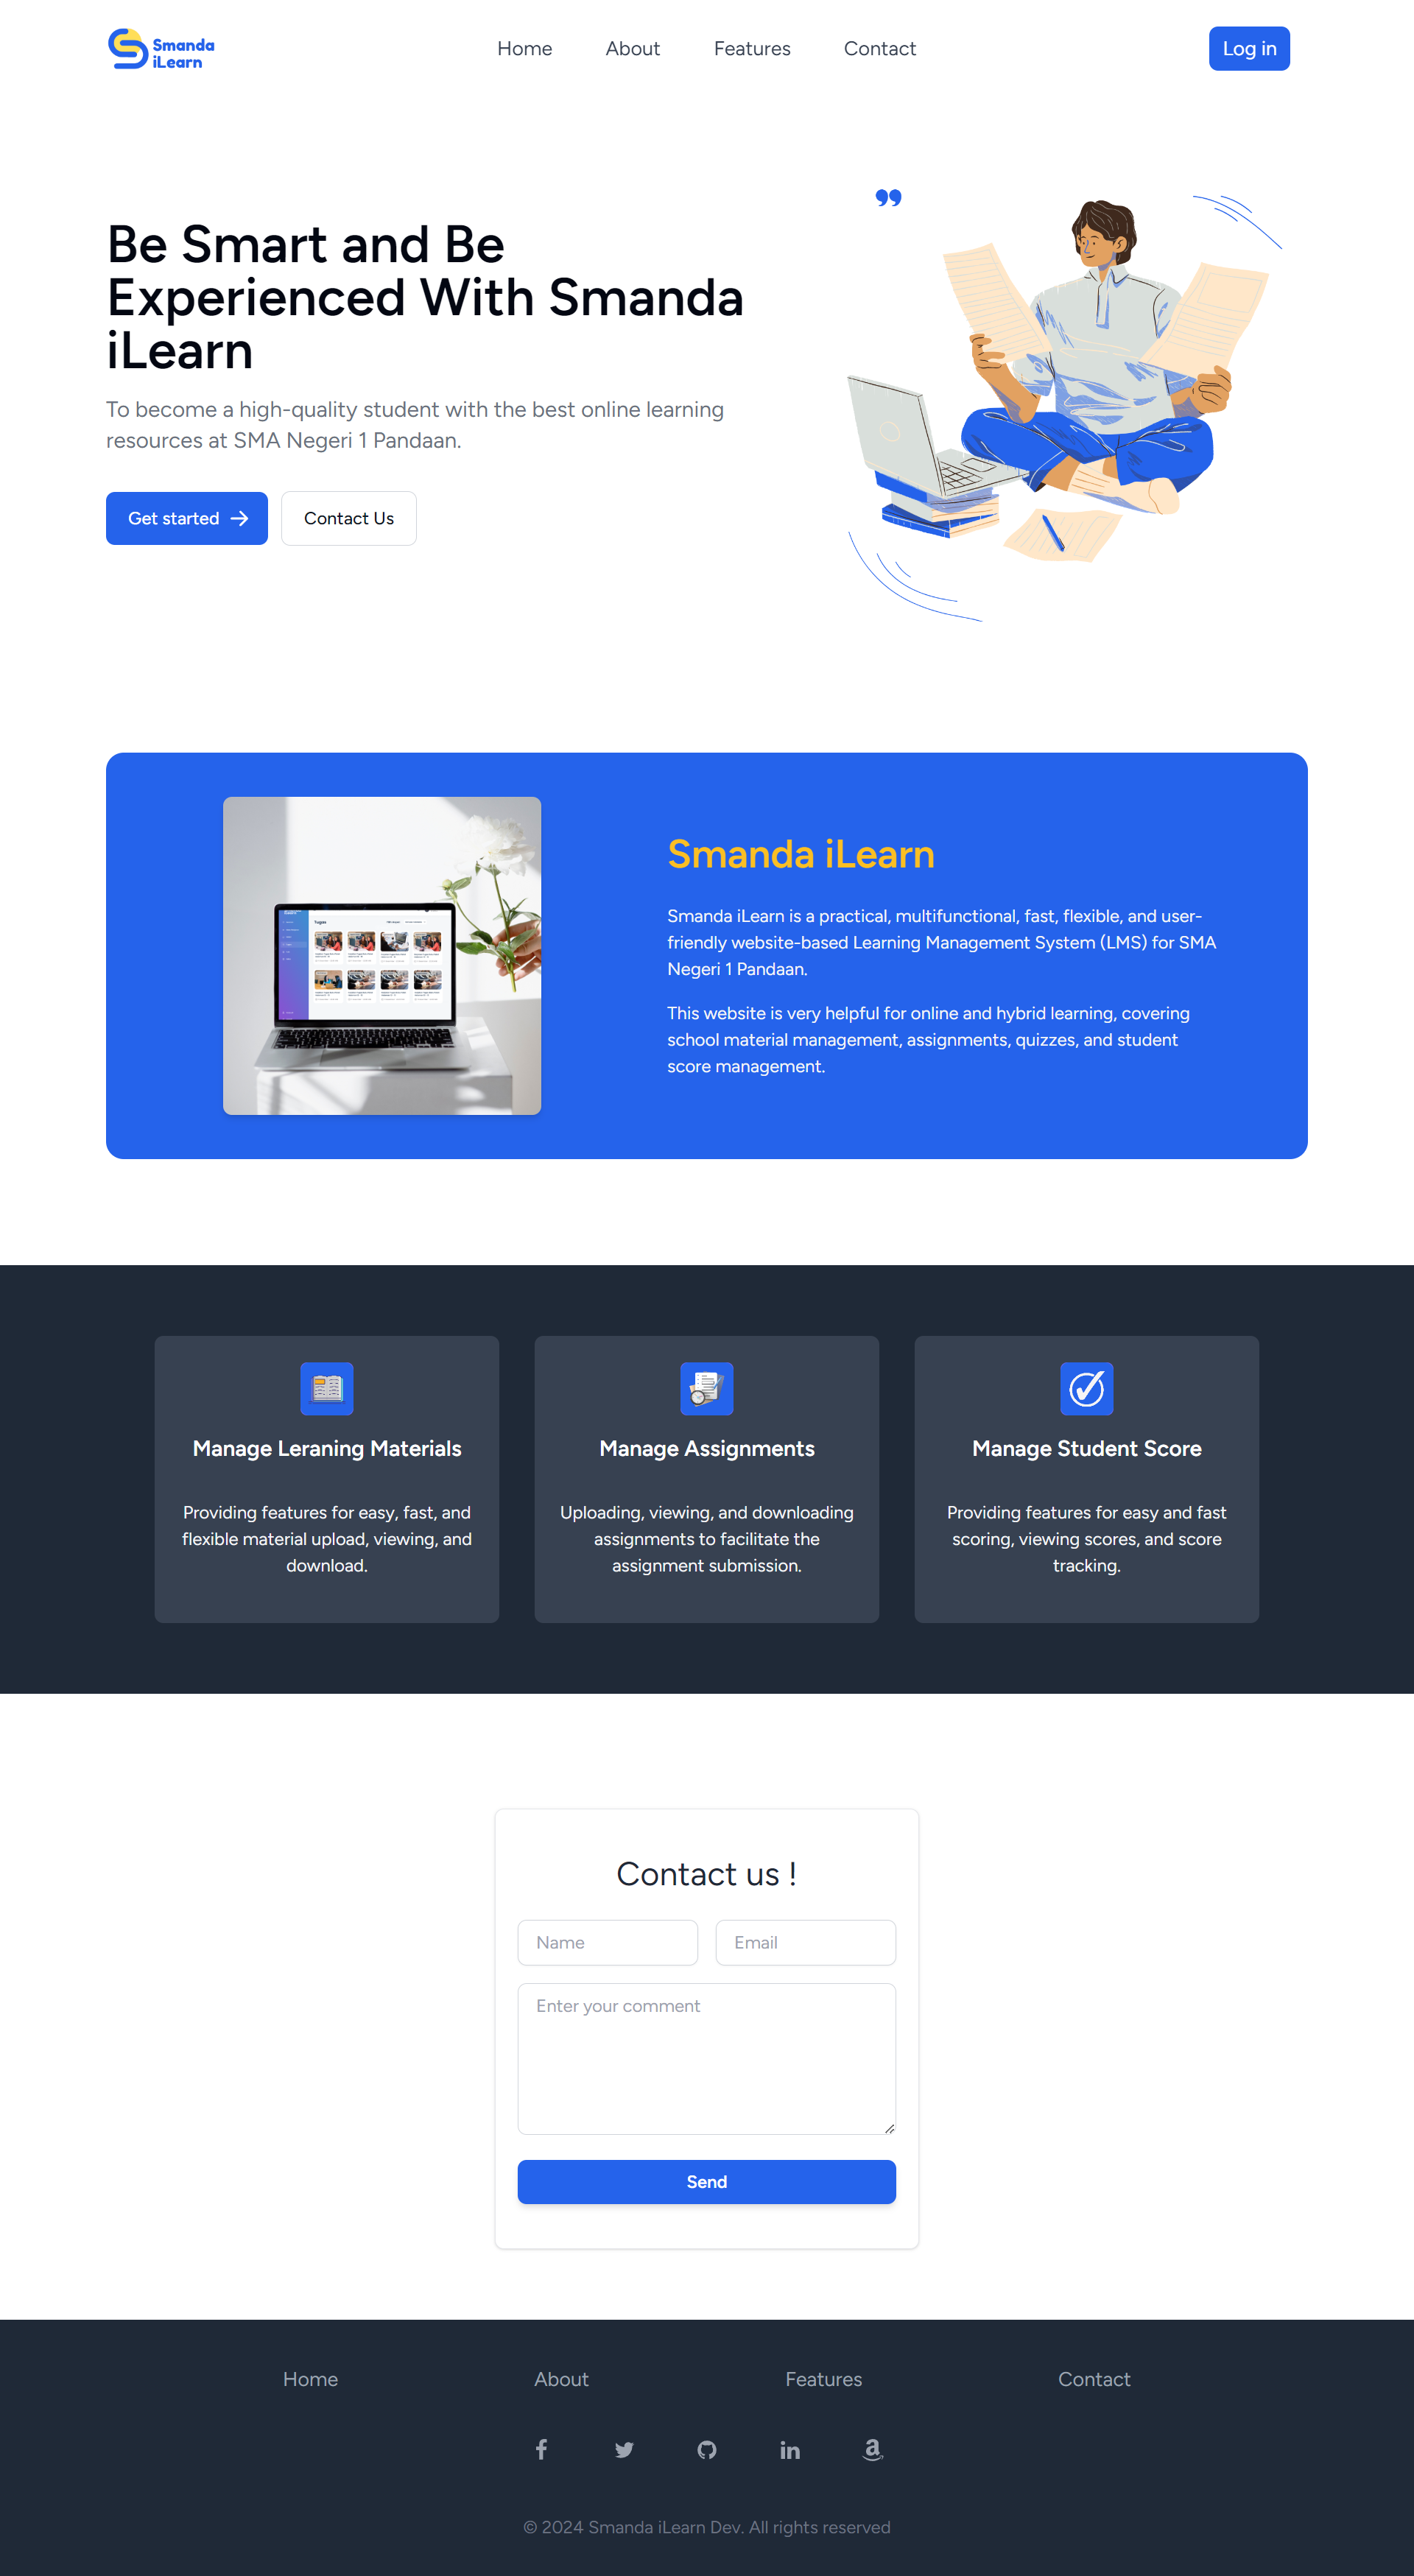 Smanda
iLearn
Home
About
Features
Contact
Log in
Be Smart and Be
Experienced With Smanda
iLearn
To become a high-quality student with the best online learning
resources at SMA Negeri 1 Pandaan.
Get started
Contact Us
Tugas
Smanda iLearn
Smanda iLearn is a practical, multifunctional, fast, flexible, and user-
friendly website-based Learning Management System (LMS) for SMA
Negeri 1 Pandaan.
This website is very helpful for online and hybrid learning, covering
school material management, assignments, quizzes, and student
score management.
Manage Leraning Materials
Providing features for easy, fast, and
flexible material upload, viewing, and
download.
Manage Assignments
Uploading, viewing, and downloading
assignments to facilitate the
assignment submission.
Manage Student Score
Providing features for easy and fast
scoring, viewing scores, and score
tracking.
Contact us !
Name
Email
Enter your comment
Send
Home
About
Features
Contact
© 2024 Smanda iLearn Dev. All rights reserved